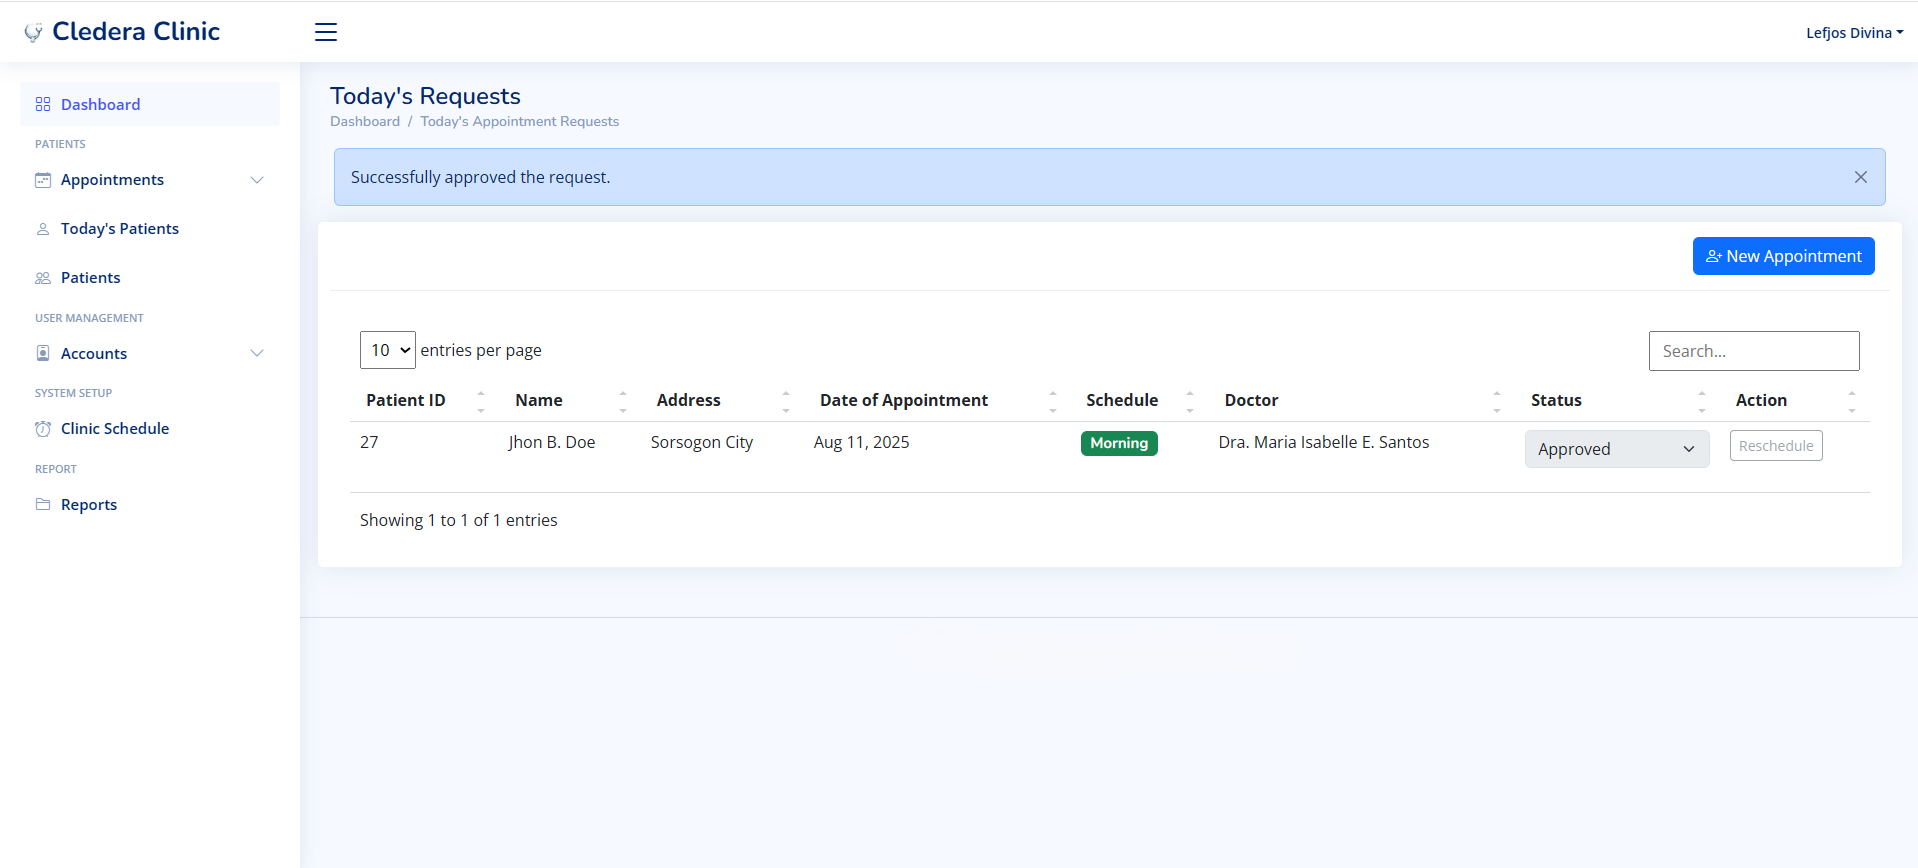 Cledera Clinic
Lefjos Divina
Dashboard
PATIENTS
Appointments
Today's Patients
Patients
USER MANAGEMENT
Accounts
SYSTEM SETUP
Clinic Schedule
REPORT
Reports
Today's Requests
Dashboard / Today's Appointment Requests
Successfully approved the request.
New Appointment
10 entries per page
Search...
Patient ID Name Address Date of Appointment Schedule Doctor Status Action
27 Jhon B. Doe Sorsogon City Aug 11, 2025 Morning Dra. Maria Isabelle E. Santos Approved Reschedule
Showing 1 to 1 of 1 entries